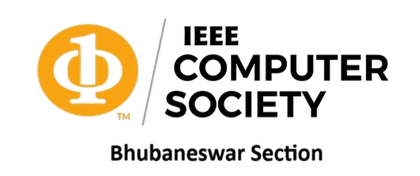 TM
IEEE
COMPUTER
SOCIETY
Bhubaneswar Section